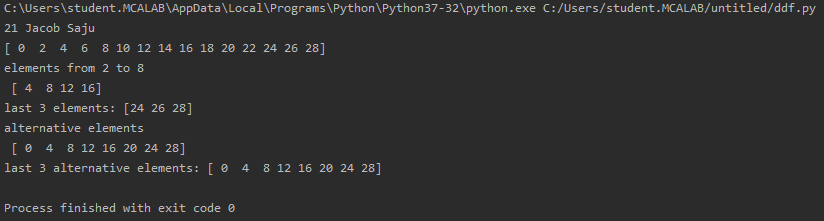 C:\Users\student.MCALAB\AppData\Local\Programs\Python\Python37-32\python.exe C:/Users/student.MCALAB/untitled/ddf.py
21 Jacob Saju
[ 0  2  4  6  8 10 12 14 16 18 20 22 24 26 28]
elements from 2 to 8
 [ 4  8 12 16]
last 3 elements: [24 26 28]
alternative elements
 [ 0  4  8 12 16 20 24 28]
last 3 alternative elements: [ 0  4  8 12 16 20 24 28]
Process finished with exit code 0